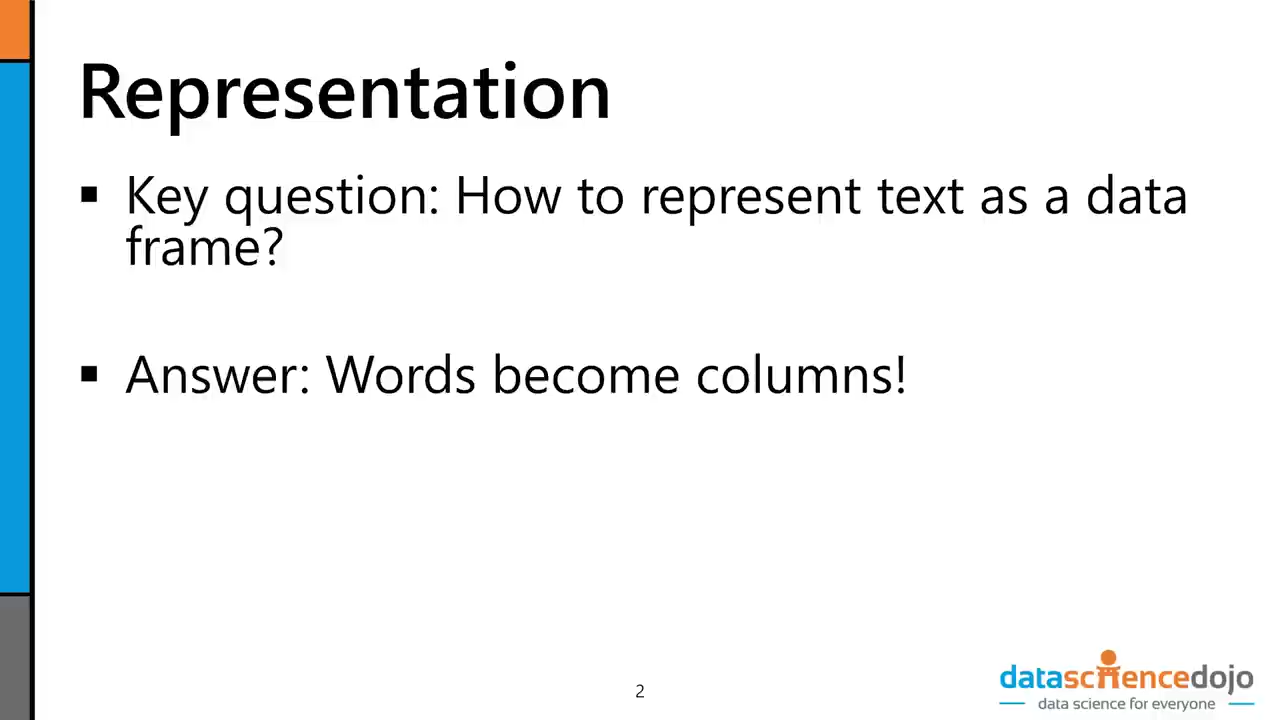 Representation
▪ Key question: How to represent text as a data
frame?
▪ Answer: Words become columns!
2
datasciencedojo
data science for everyone